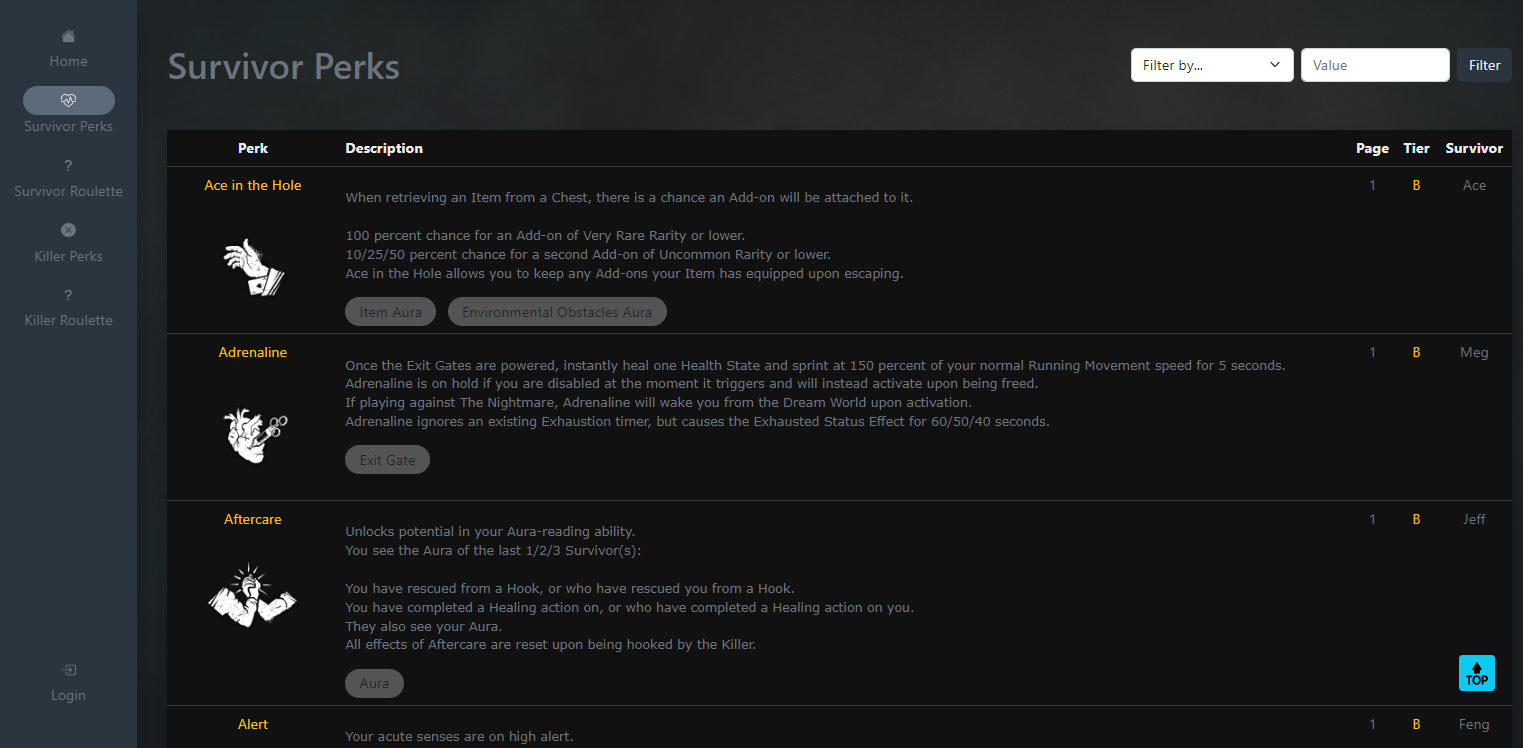 Home
Survivor Perks
?
Survivor Roulette
Killer Perks
?
Killer Roulette
Login
Survivor Perks
Filter by...
Value
Filter
Perk Description Page Tier Survivor
Ace in the Hole
When retrieving an Item from a Chest, there is a chance an Add-on will be attached to it.
100 percent chance for an Add-on of Very Rare Rarity or lower.
10/25/50 percent chance for a second Add-on of Uncommon Rarity or lower.
Ace in the Hole allows you to keep any Add-ons your Item has equipped upon escaping.
Item Aura Environmental Obstacles Aura
1 B Ace
Adrenaline
Once the Exit Gates are powered, instantly heal one Health State and sprint at 150 percent of your normal Running Movement speed for 5 seconds.
Adrenaline is on hold if you are disabled at the moment it triggers and will instead activate upon being freed.
If playing against The Nightmare, Adrenaline will wake you from the Dream World upon activation.
Adrenaline ignores an existing Exhaustion timer, but causes the Exhausted Status Effect for 60/50/40 seconds.
Exit Gate
1 B Meg
Aftercare
Unlocks potential in your Aura-reading ability.
You see the Aura of the last 1/2/3 Survivor(s):
You have rescued from a Hook, or who have rescued you from a Hook.
You have completed a Healing action on, or who have completed a Healing action on you.
They also see your Aura.
All effects of Aftercare are reset upon being hooked by the Killer.
Aura
1 B Jeff
TOP
Alert
Your acute senses are on high alert.
1 B Feng